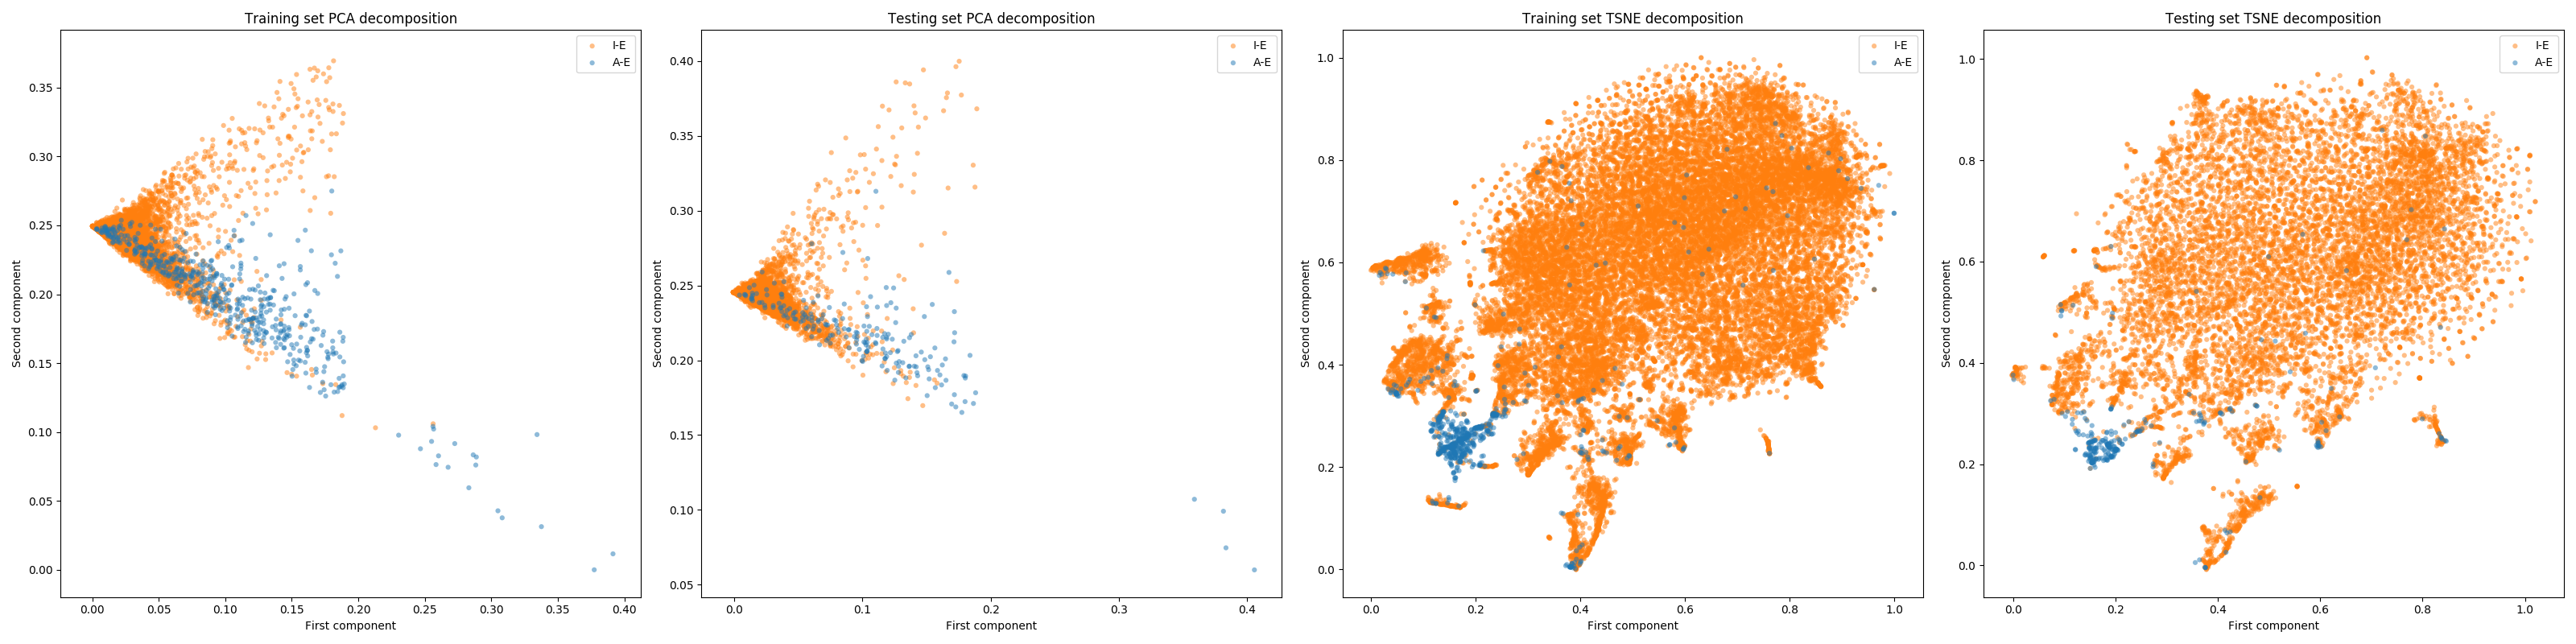 Training set PCA decomposition
I-E
A-E
0.35
0.30
0.25
0.20
0.15
0.10
0.05
0.00
Second component
0.00
0.05
0.10
0.15
0.20
0.25
0.30
0.35
0.40
First component
Testing set PCA decomposition
I-E
A-E
0.40
0.35
0.30
0.25
0.20
0.15
0.10
0.05
Second component
0.0
0.1
0.2
0.3
0.4
First component
Training set TSNE decomposition
I-E
A-E
1.0
0.8
0.6
0.4
0.2
0.0
Second component
0.0
0.2
0.4
0.6
0.8
1.0
First component
Testing set TSNE decomposition
I-E
A-E
1.0
0.8
0.6
0.4
0.2
0.0
Second component
0.0
0.2
0.4
0.6
0.8
1.0
First component